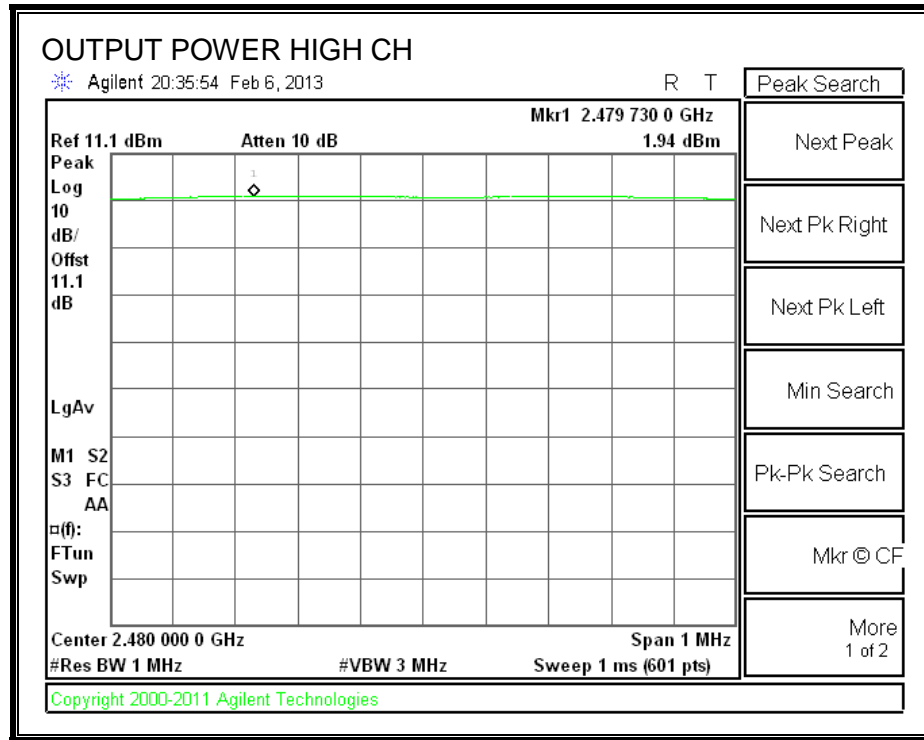 OUTPUT POWER HIGH CH
Agilent 20:35:54 Feb 6, 2013 R T
Mkr1 2.479 730 0 GHz
Ref 11.1 dBm Atten 10 dB 1.94 dBm
Peak
Log
10
dB/
Offst
11.1
dB
LgAv
M1 S2
S3 FC
AA
¤(f):
FTun
Swp
1
Center 2.480 000 0 GHz Span 1 MHz
#Res BW 1 MHz #VBW 3 MHz Sweep 1 ms (601 pts)
Copyright 2000-2011 Agilent Technologies
Peak Search
Next Peak
Next Pk Right
Next Pk Left
Min Search
Pk-Pk Search
Mkr © CF
More
1 of 2